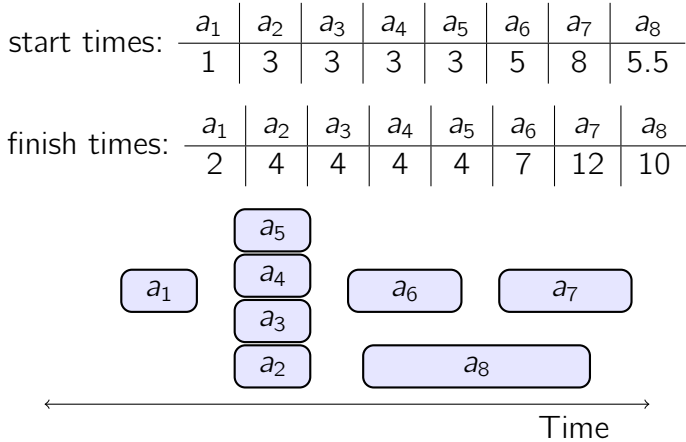 a₁ a₂ a₃ a₄ a₅ a₆ a₇ a₈
start times: 1 3 3 3 3 5 8 5.5
a₁ a₂ a₃ a₄ a₅ a₆ a₇ a₈
finish times: 2 4 4 4 4 7 12 10
a₅
a₄
a₁ a₆ a₇
a₃
a₂ a₈
Time